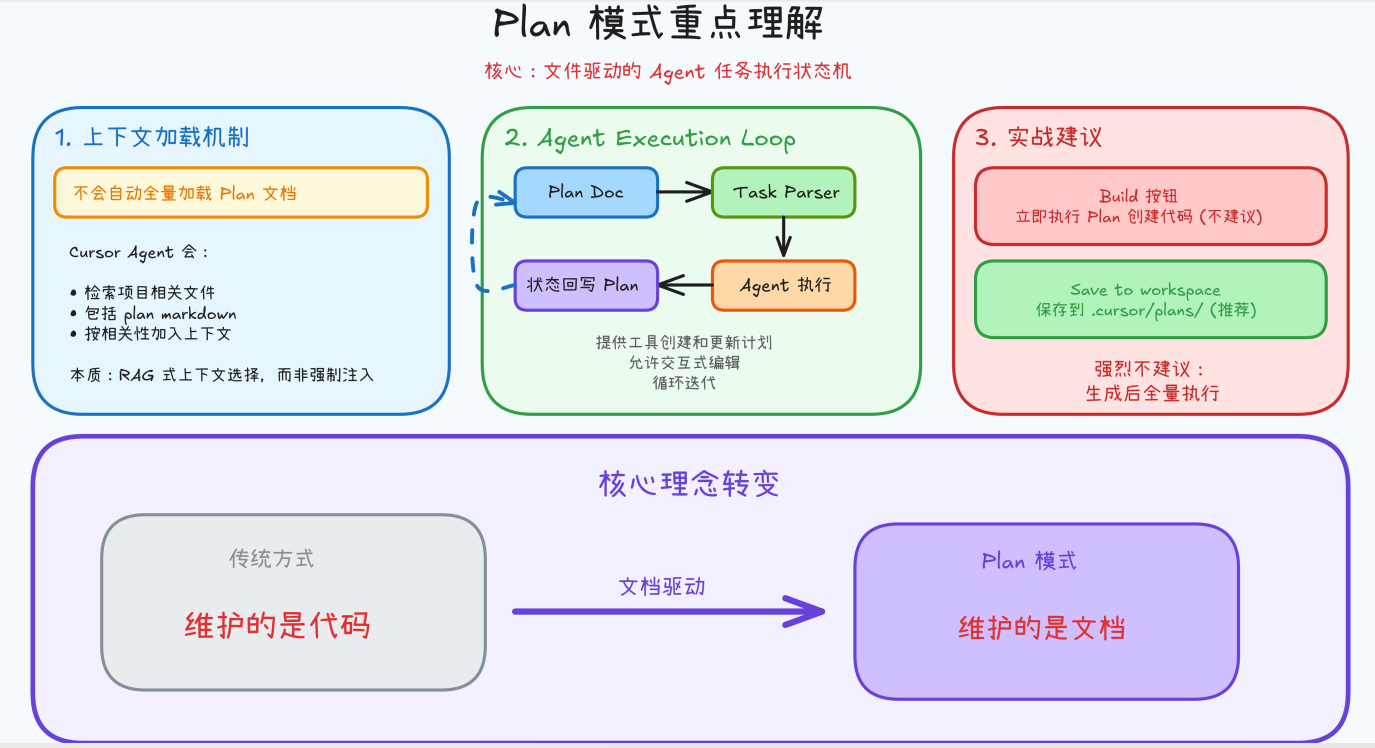 Plan 模式重点理解
核心：文件驱动的 Agent 任务执行状态机
1. 上下文加载机制
不会自动全量加载 Plan 文档
Cursor Agent 会：
• 检索项目相关文件
• 包括 plan markdown
• 按相关性加入上下文
本质：RAG 式上下文选择，而非强制注入
2. Agent Execution Loop
Plan Doc
Task Parser
状态回写 Plan
Agent 执行
提供工具创建和更新计划
允许交互式编辑
循环迭代
3. 实战建议
Build 按钮
立即执行 Plan 创建代码 (不建议)
Save to workspace
保存到 .cursor/plans/ (推荐)
强烈不建议：
生成后全量执行
核心理念转变
传统方式
维护的是代码
文档驱动
Plan 模式
维护的是文档